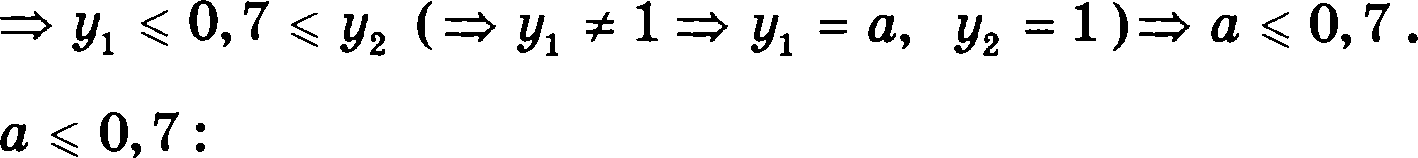 ⇒ y₁ ⩽ 0,7 ⩽ y₂ (⇒ y₁ ≠ 1 ⇒ y₁ = a, y₂ = 1) ⇒ a ⩽ 0,7.
a ⩽ 0,7: